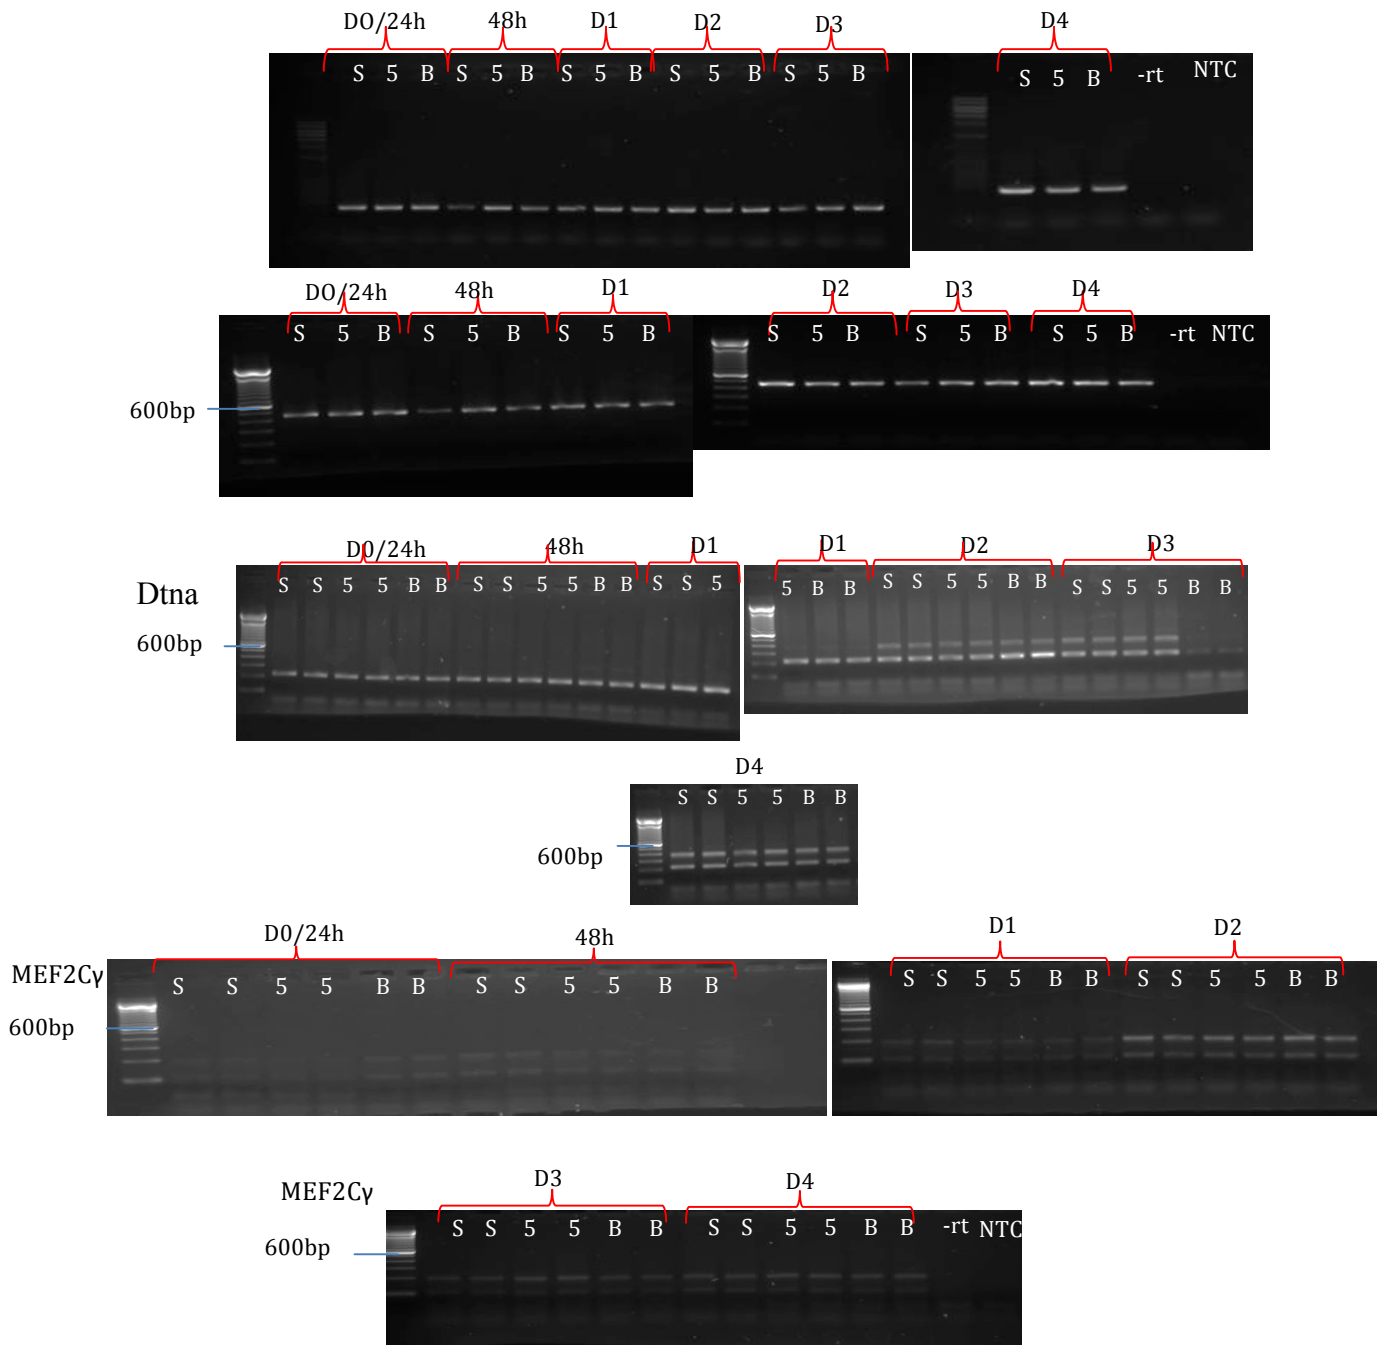 DO/24h 48h D1 D2 D3 D4
S 5 B S 5 B S 5 B S 5 B S 5 B S 5 B -rt NTC
DO/24h 48h D1 D2 D3 D4
S 5 B S 5 B S 5 B S 5 B S 5 B S 5 B -rt NTC
600bp
D0/24h 48h D1 D1 D2 D3
Dtna S S 5 5 B B S S 5 5 B B S S 5 5 B B S S 5 5 B B S S 5 5 B B
600bp
D4
S S 5 5 B B
600bp
D0/24h 48h D1 D2
MEF2Cγ S S 5 5 B B S S 5 5 B B S S 5 5 B B S S 5 5 B B
600bp
D3 D4
MEF2Cγ
S S 5 5 B B S S 5 5 B B -rt NTC
600bp